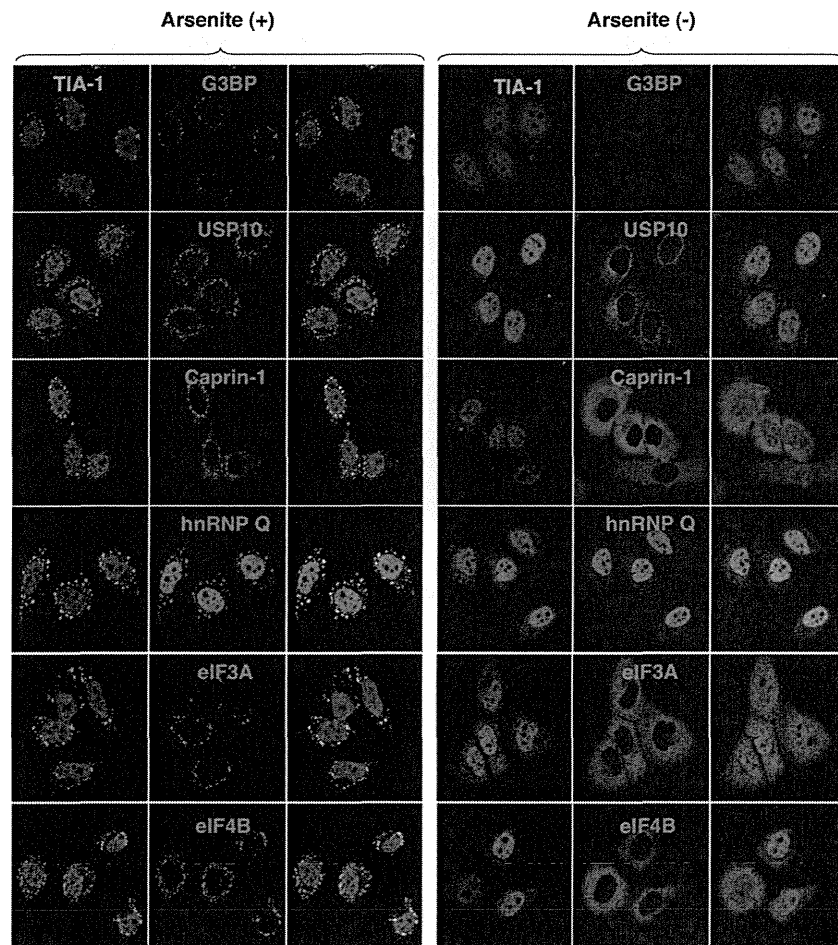 Arsenite (+) Arsenite (-)
TIA-1 G3BP TIA-1 G3BP
USP10 USP10
Caprin-1 Caprin-1
hnRNP Q hnRNP Q
eIF3A eIF3A
eIF4B eIF4B